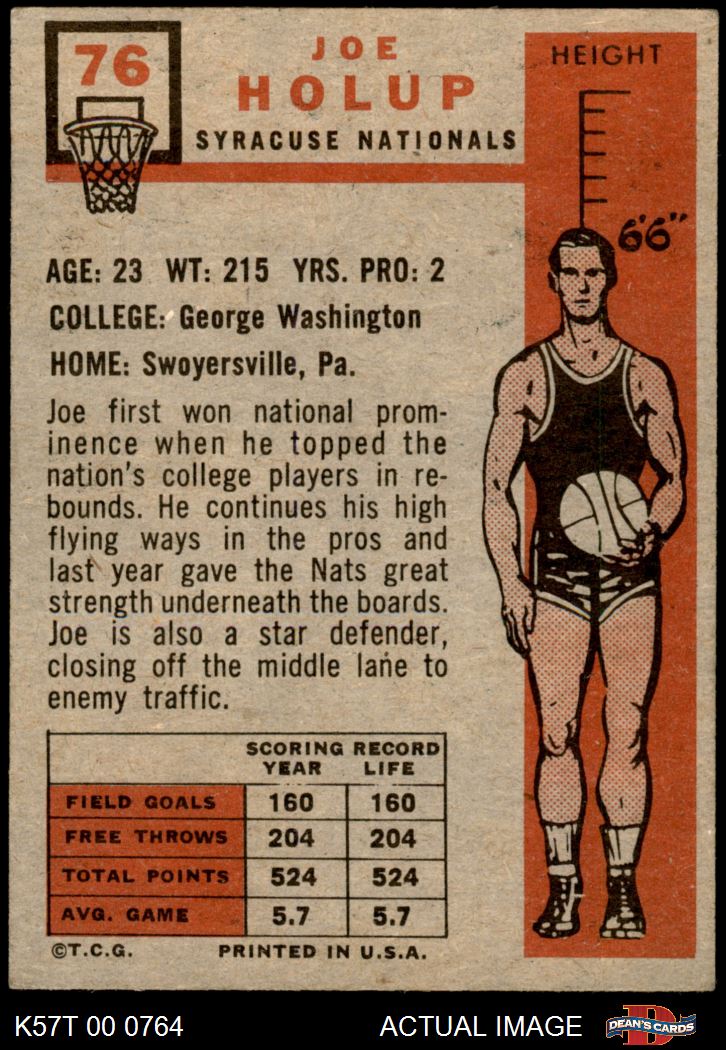 76
JOE
HOLUP
SYRACUSE NATIONALS
HEIGHT
6'6"
AGE: 23 WT: 215 YRS. PRO: 2
COLLEGE: George Washington
HOME: Swoyersville, Pa.
Joe first won national prom-
inence when he topped the
nation's college players in re-
bounds. He continues his high
flying ways in the pros and
last year gave the Nats great
strength underneath the boards.
Joe is also a star defender,
closing off the middle lane to
enemy traffic.
SCORING RECORD
YEAR LIFE
FIELD GOALS 160 160
FREE THROWS 204 204
TOTAL POINTS 524 524
AVG. GAME 5.7 5.7
©T.C.G. PRINTED IN U.S.A.
K57T 00 0764 ACTUAL IMAGE D DEAN'S CARDS